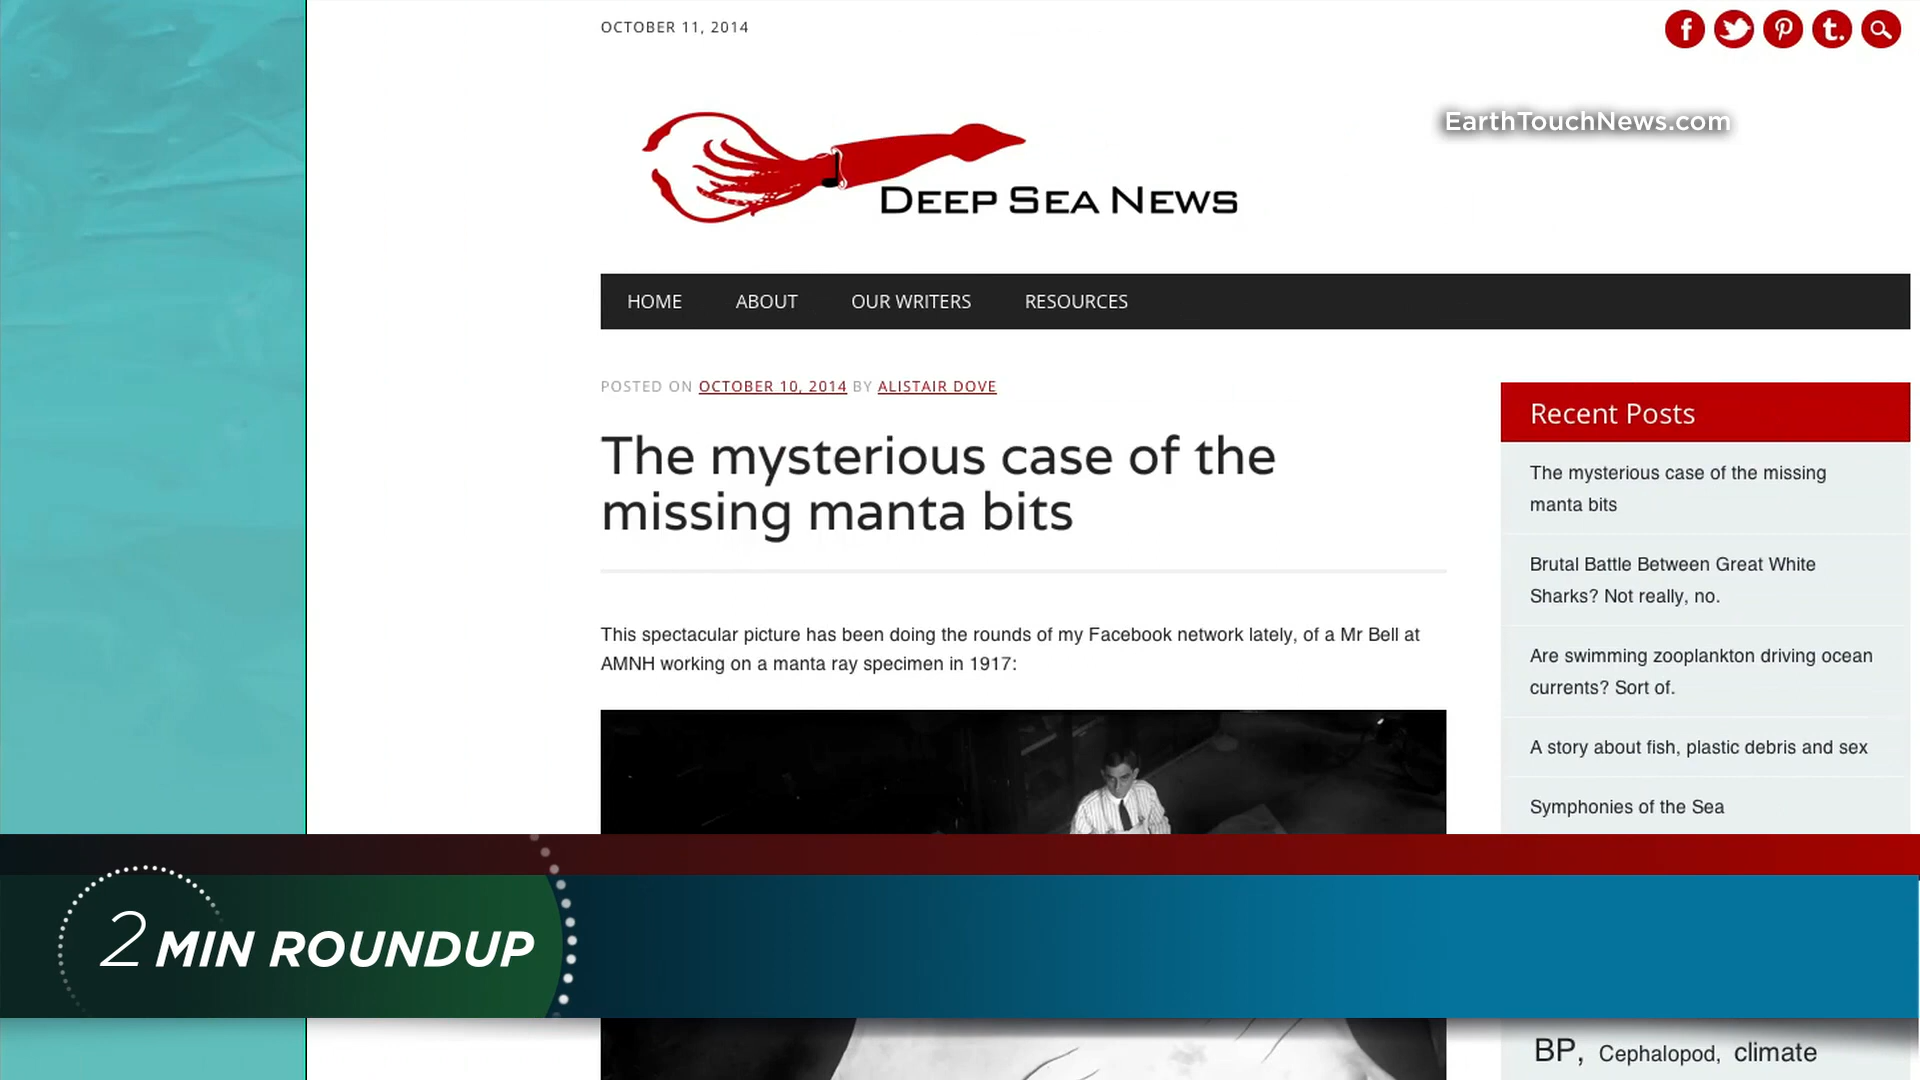 OCTOBER 11, 2014
EarthTouchNews.com
DEEP SEA NEWS
HOME ABOUT OUR WRITERS RESOURCES
POSTED ON OCTOBER 10, 2014 BY ALISTAIR DOVE
The mysterious case of the
missing manta bits
This spectacular picture has been doing the rounds of my Facebook network lately, of a Mr Bell at
AMNH working on a manta ray specimen in 1917:
Recent Posts
The mysterious case of the missing
manta bits
Brutal Battle Between Great White
Sharks? Not really, no.
Are swimming zooplankton driving ocean
currents? Sort of.
A story about fish, plastic debris and sex
Symphonies of the Sea
2 MIN ROUNDUP
BP, Cephalopod, climate